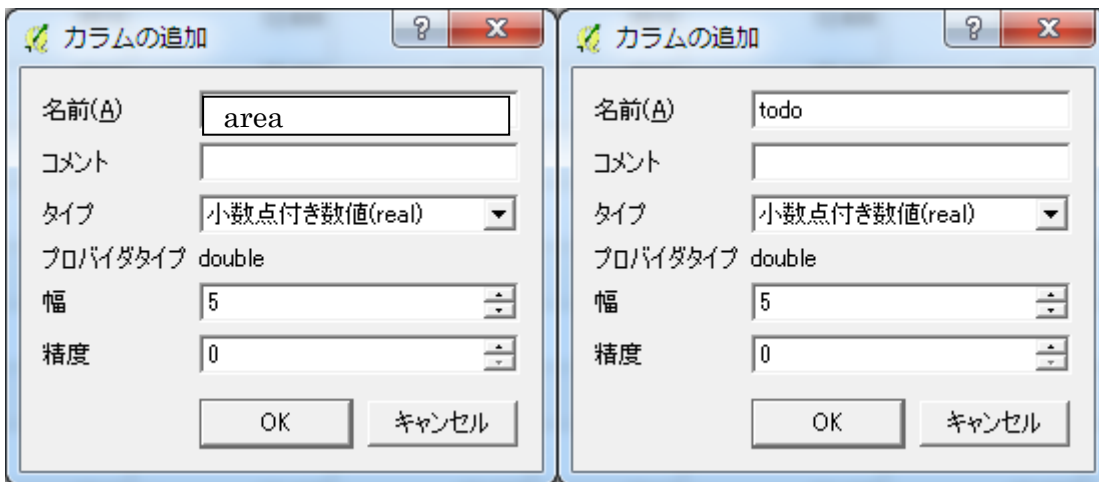 カラムの追加
名前(A) area
コメント
タイプ 小数点付き数値(real)
プロバイダタイプ double
幅 5
精度 0
OK キャンセル
カラムの追加
名前(A) todo
コメント
タイプ 小数点付き数値(real)
プロバイダタイプ double
幅 5
精度 0
OK キャンセル